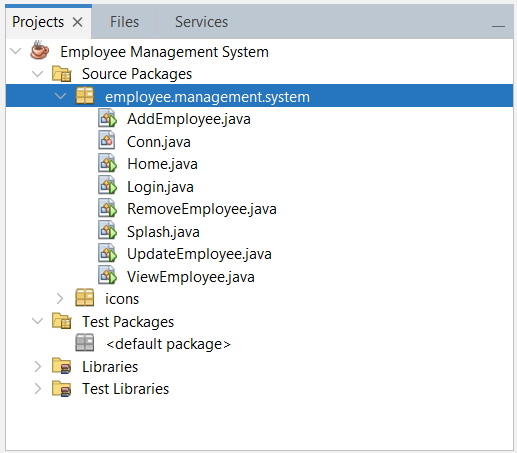 Projects Files Services
Employee Management System
Source Packages
employee.management.system
AddEmployee.java
Conn.java
Home.java
Login.java
RemoveEmployee.java
Splash.java
UpdateEmployee.java
ViewEmployee.java
icons
Test Packages
<default package>
Libraries
Test Libraries